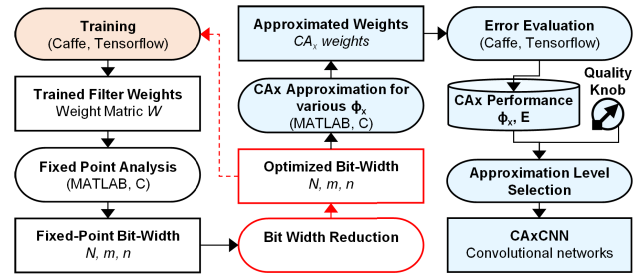 Training
(Caffe, Tensorflow)
Trained Filter Weights
Weight Matric W
Fixed Point Analysis
(MATLAB, C)
Fixed-Point Bit-Width
N, m, n
Approximated Weights
CAx weights
CAx Approximation for
various ϕx
(MATLAB, C)
Optimized Bit-Width
N, m, n
Bit Width Reduction
Error Evaluation
(Caffe, Tensorflow)
CAx Performance
ϕx, E
Quality
Knob
Approximation Level
Selection
CAxCNN
Convolutional networks